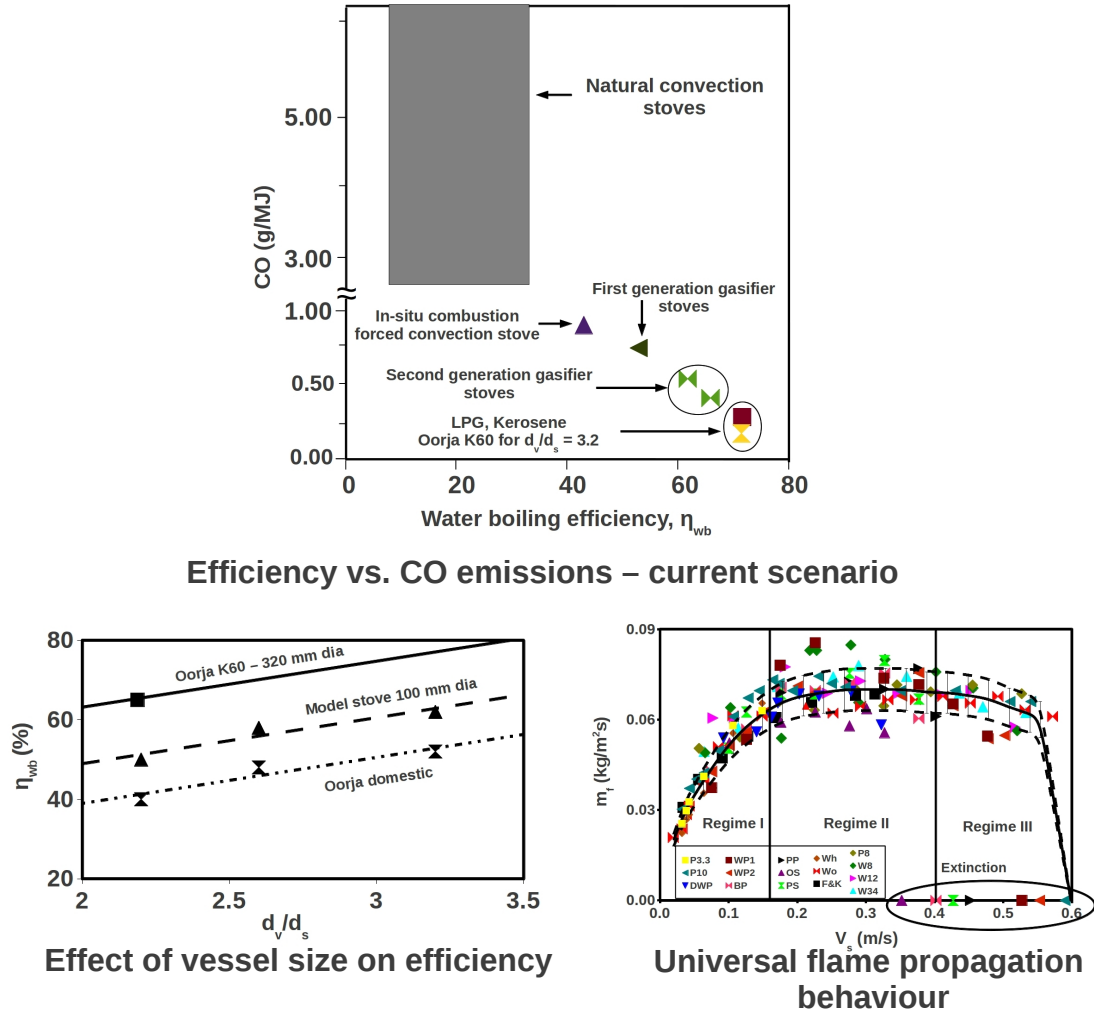 5.00
3.00
1.00
0.50
0.00
CO (g/MJ)
Natural convection
stoves
First generation gasifier
stoves
In-situ combustion
forced convection stove
Second generation gasifier
stoves
LPG, Kerosene
Oorja K60 for dv/ds = 3.2
0 20 40 60 80
Water boiling efficiency, ηwb
Efficiency vs. CO emissions – current scenario
80
60
40
20
ηwb(%)
Oorja K60 – 320 mm dia
Model stove 100 mm dia
Oorja domestic
2 2.5 3 3.5
dv/ds
Effect of vessel size on efficiency
0.09
0.06
0.03
0.00
mf (kg/m²s)
Regime I Regime II Regime III
P3.3 WP1 PP Wh P8
P10 WP2 OS Wo W8
DWP BP PS F&K W12
W34
Extinction
0.0 0.1 0.2 0.3 0.4 0.5 0.6
Vs (m/s)
Universal flame propagation
behaviour